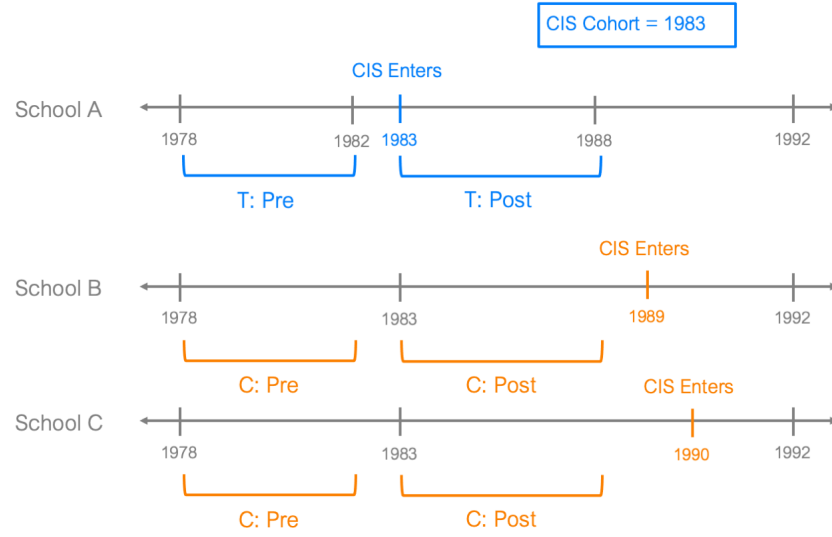 CIS Cohort = 1983
CIS Enters
School A
1978
1982
1983
1988
1992
T: Pre
T: Post
CIS Enters
School B
1978
1983
1989
1992
C: Pre
C: Post
CIS Enters
School C
1978
1983
1990
1992
C: Pre
C: Post